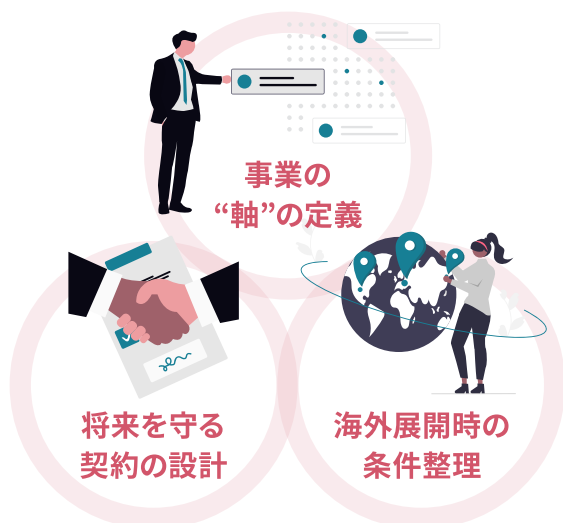 事業の
“軸”の定義
将来を守る
契約の設計
海外展開時の
条件整理